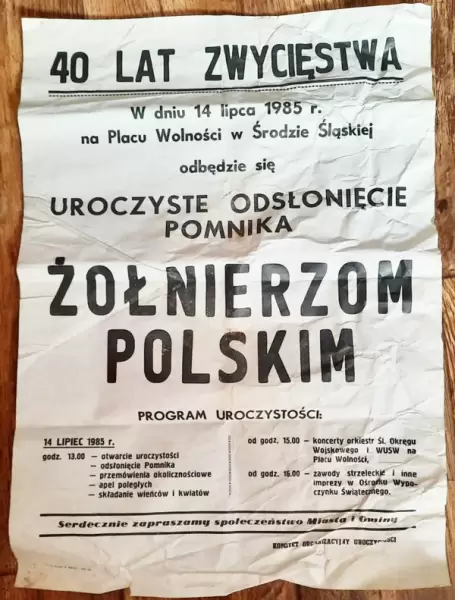 40 LAT ZWYCIĘSTWA
W dniu 14 lipca 1985 r.
na Placu Wolności w Środzie Śląskiej
odbędzie się
UROCZYSTE ODSŁONIĘCIE
POMNIKA
ŻOŁNIERZOM
POLSKIM
PROGRAM UROCZYSTOŚCI:
14 LIPIEC 1985 r.
godz. 13.00 – otwarcie uroczystości
– odsłonięcie Pomnika
– przemówienia okolicznościowe
– apel poległych
– składanie wieńców i kwiatów
od godz. 15.00 – koncerty orkiestr Śl. Okręgu
Wojskowego i WUSW na
Placu Wolności,
od godz. 16.00 – zawody strzeleckie i inne
imprezy w Ośrodku Wypo-
czynku Świątecznego.
Serdecznie zapraszamy społeczeństwo Miasta i Gminy
KOMITET ORGANIZACYJNY UROCZYSTOŚCI